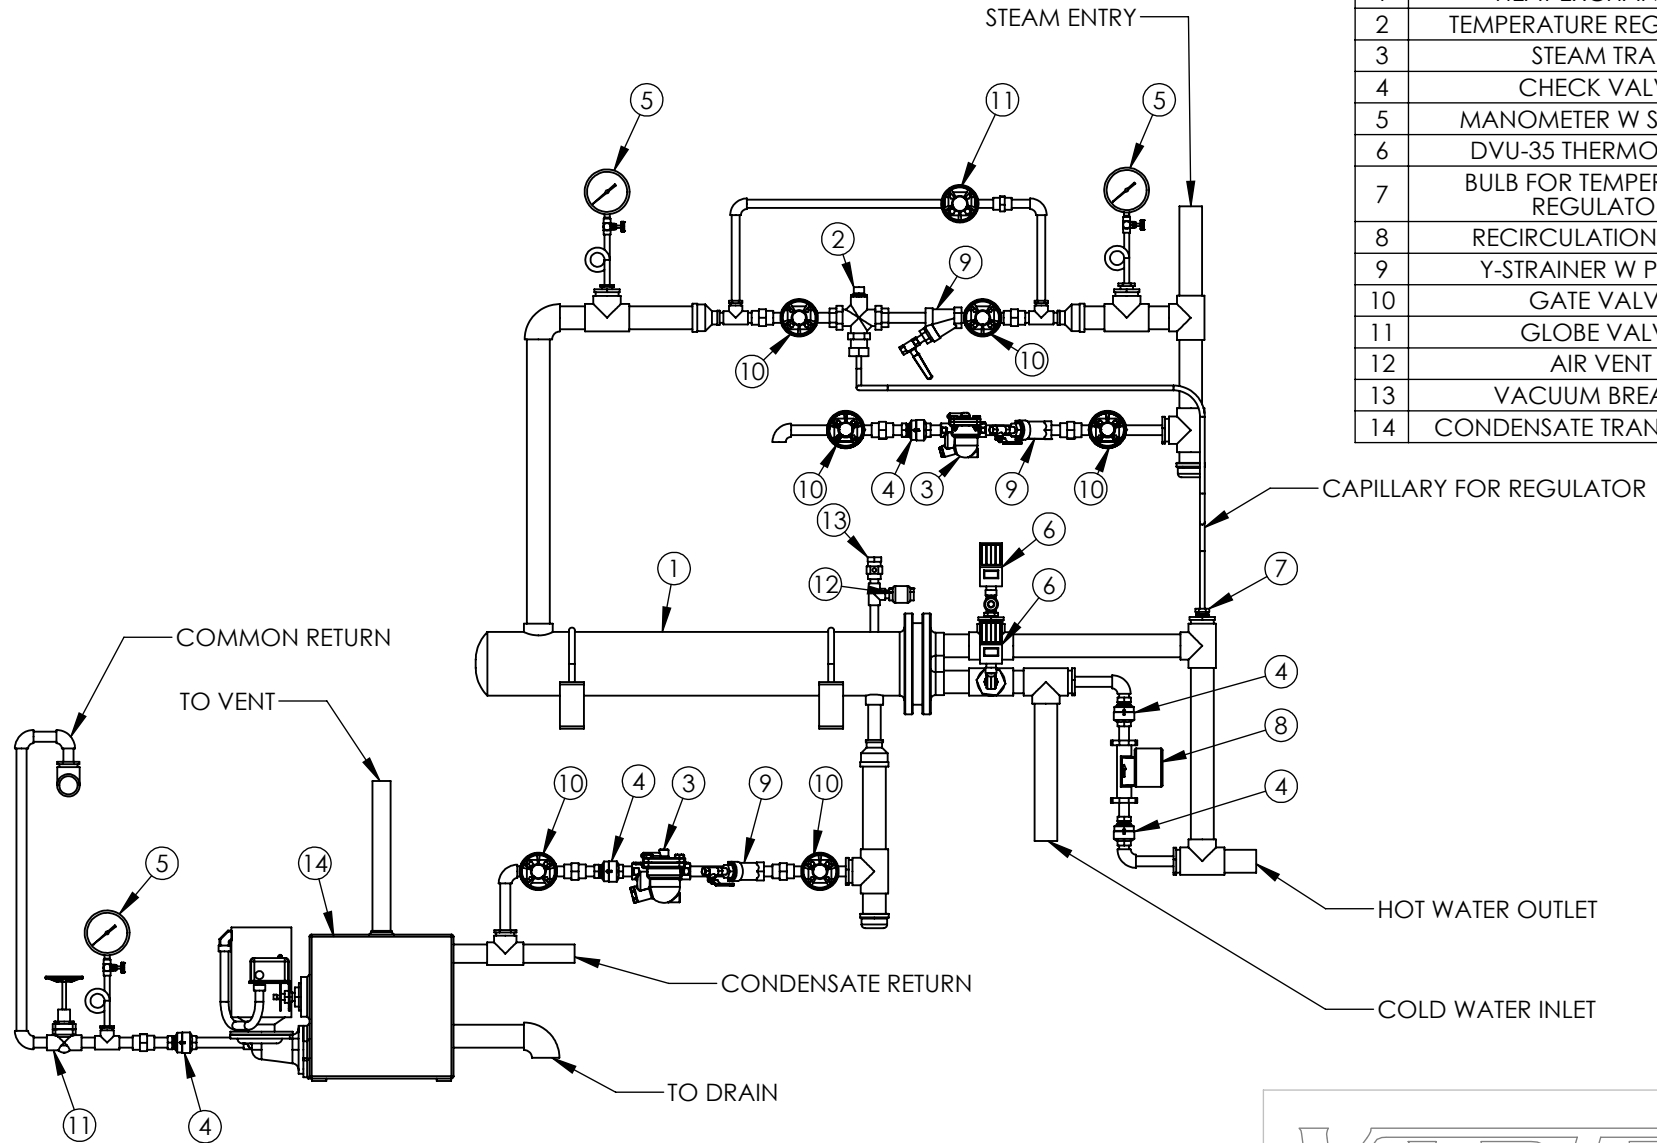 STEAM ENTRY
2 TEMPERATURE REG
3 STEAM TRA
4 CHECK VAL
5 MANOMETER W S
6 DVU-35 THERMO
7 BULB FOR TEMPER
REGULATO
8 RECIRCULATION
9 Y-STRAINER W P
10 GATE VALV
11 GLOBE VAL
12 AIR VENT
13 VACUUM BREA
14 CONDENSATE TRAN
5
11
5
2
9
10
10
10
4
3
9
10
CAPILLARY FOR REGULATOR
13
6
1
12
6
7
COMMON RETURN
TO VENT
4
8
10
4
3
9
10
4
5
14
HOT WATER OUTLET
CONDENSATE RETURN
COLD WATER INLET
TO DRAIN
11
4